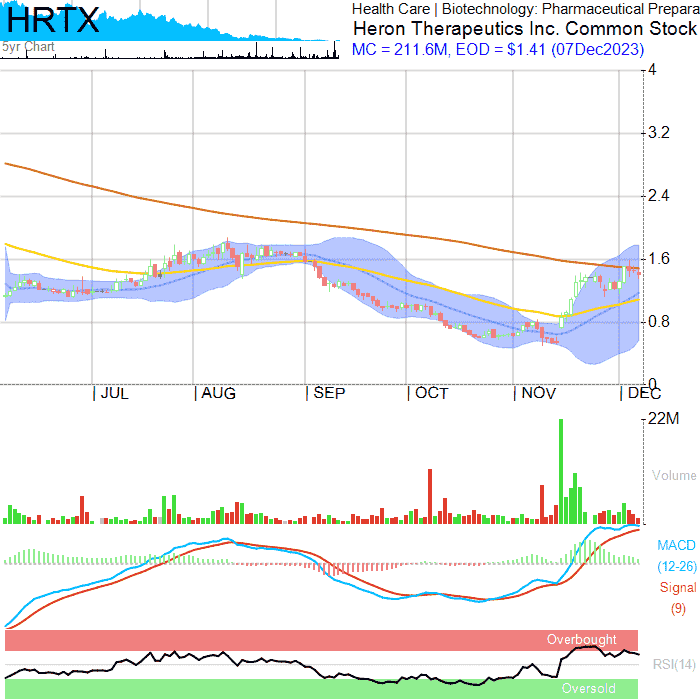 HRTX
5yr Chart
Health Care | Biotechnology: Pharmaceutical Prepara
Heron Therapeutics Inc. Common Stock
MC = 211.6M, EOD = $1.41 (07Dec2023)
4
3.2
2.4
1.6
0.8
0
JUL AUG SEP OCT NOV DEC
22M
Volume
MACD
(12-26)
Signal
(9)
Overbought
RSI(14)
Oversold